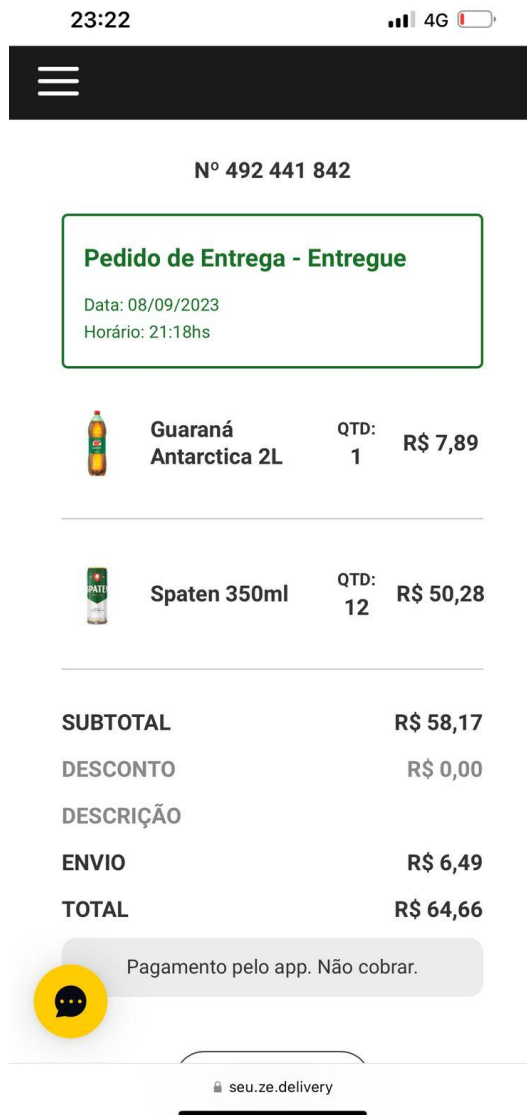 23:22
4G
Nº 492 441 842
Pedido de Entrega - Entregue
Data: 08/09/2023
Horário: 21:18hs
Guaraná
Antarctica 2L
QTD:
1
R$ 7,89
SPATEN
Spaten 350ml
QTD:
12
R$ 50,28
SUBTOTAL R$ 58,17
DESCONTO R$ 0,00
DESCRIÇÃO
ENVIO R$ 6,49
TOTAL R$ 64,66
Pagamento pelo app. Não cobrar.
seu.ze.delivery